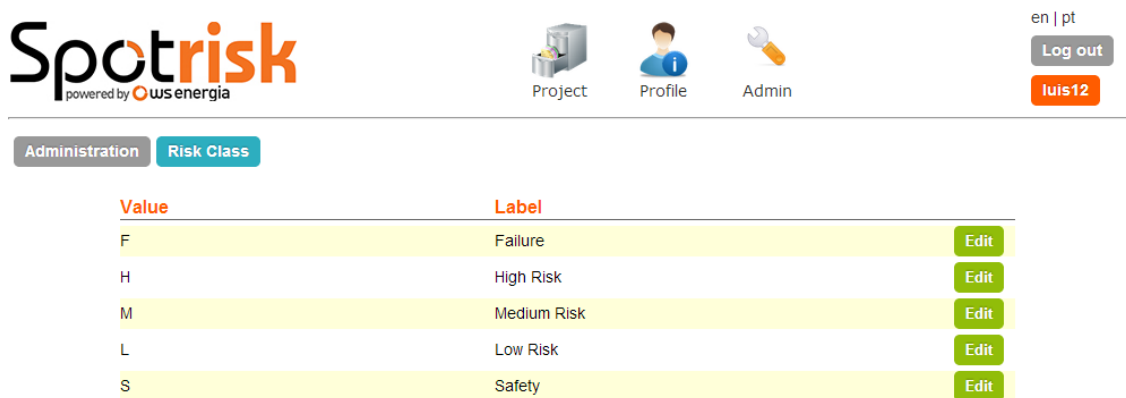 Spotrisk
powered by ws energia
Project Profile Admin
en | pt
Log out
luis12
Administration Risk Class
Value Label
F Failure Edit
H High Risk Edit
M Medium Risk Edit
L Low Risk Edit
S Safety Edit